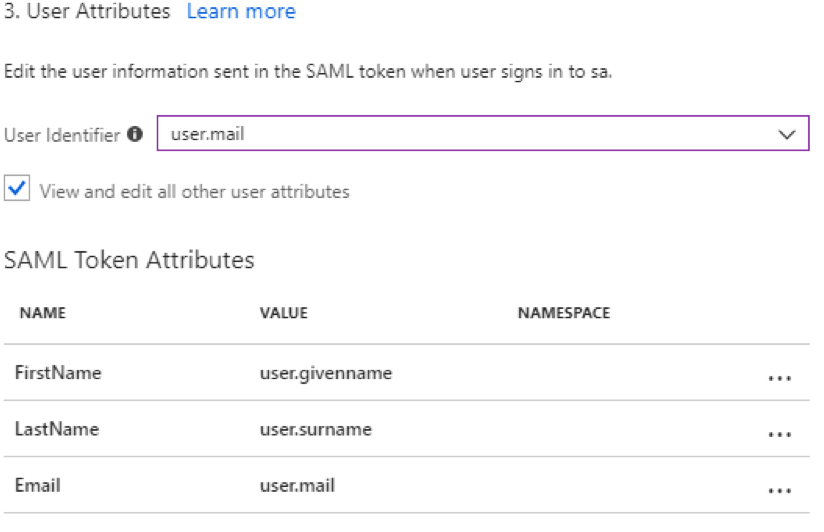 3. User Attributes Learn more
Edit the user information sent in the SAML token when user signs in to sa.
User Identifier user.mail
View and edit all other user attributes
SAML Token Attributes
NAME VALUE NAMESPACE
FirstName user.givenname ...
LastName user.surname ...
Email user.mail ...